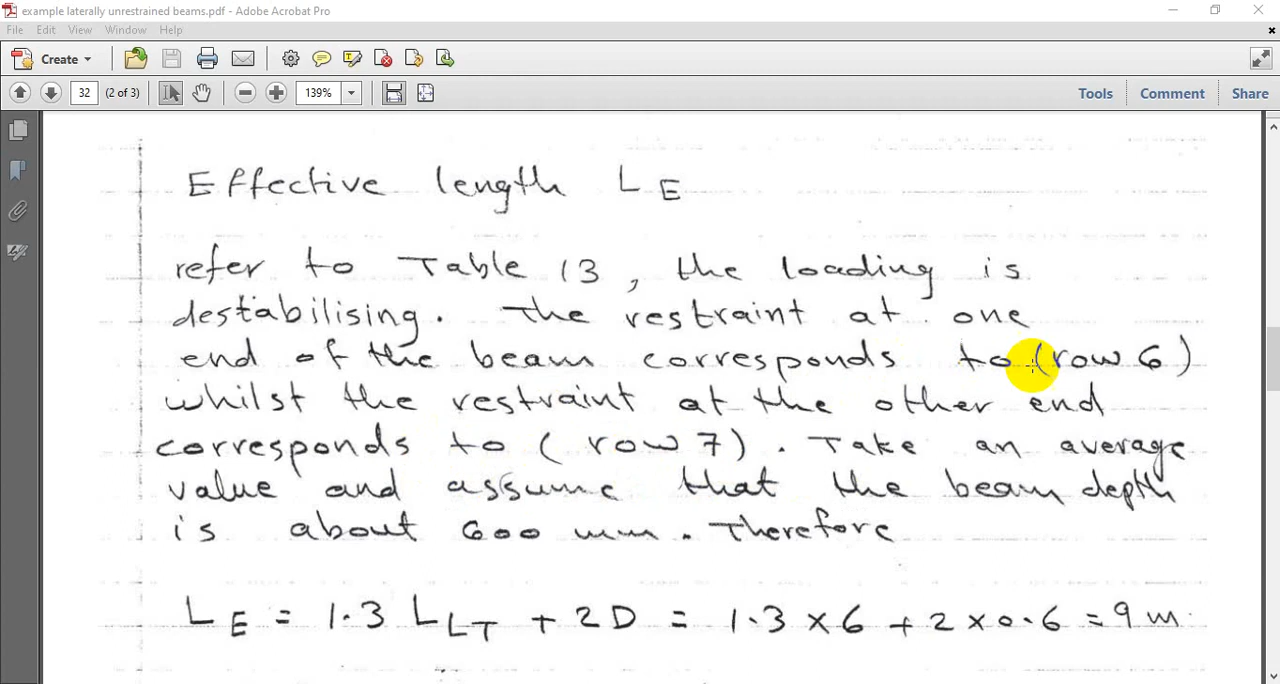 example laterally unrestrained beams.pdf - Adobe Acrobat Pro
File Edit View Window Help
Create
32 (2 of 3) 139% Tools Comment Share
Effective length LE
refer to Table 13, the loading is
destabilising. The restraint at one
end of the beam corresponds to (row 6)
whilst the restraint at the other end
corresponds to (row 7). Take an average
value and assume that the beam depth
is about 600 mm. Therefore
LE = 1.3 LLT + 2D = 1.3 x 6 + 2 x 0.6 = 9 m.